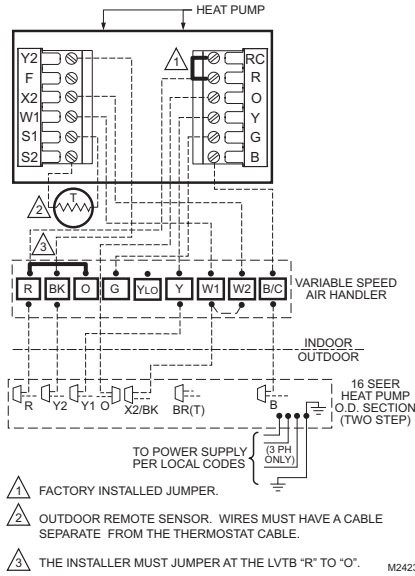 HEAT PUMP
Y2
F
X2
W1
S1
S2
1
RC
R
O
Y
G
B
T
2
3
R BK O G YLO Y W1 W2 B/C
VARIABLE SPEED
AIR HANDLER
INDOOR
OUTDOOR
R Y2 Y1 O X2/BK BR(T) B
16 SEER
HEAT PUMP
O.D. SECTION
(TWO STEP)
TO POWER SUPPLY
PER LOCAL CODES
(3 PH
ONLY)
1 FACTORY INSTALLED JUMPER.
2 OUTDOOR REMOTE SENSOR. WIRES MUST HAVE A CABLE
SEPARATE FROM THE THERMOSTAT CABLE.
3 THE INSTALLER MUST JUMPER AT THE LVTB “R” TO “O”.
M2423